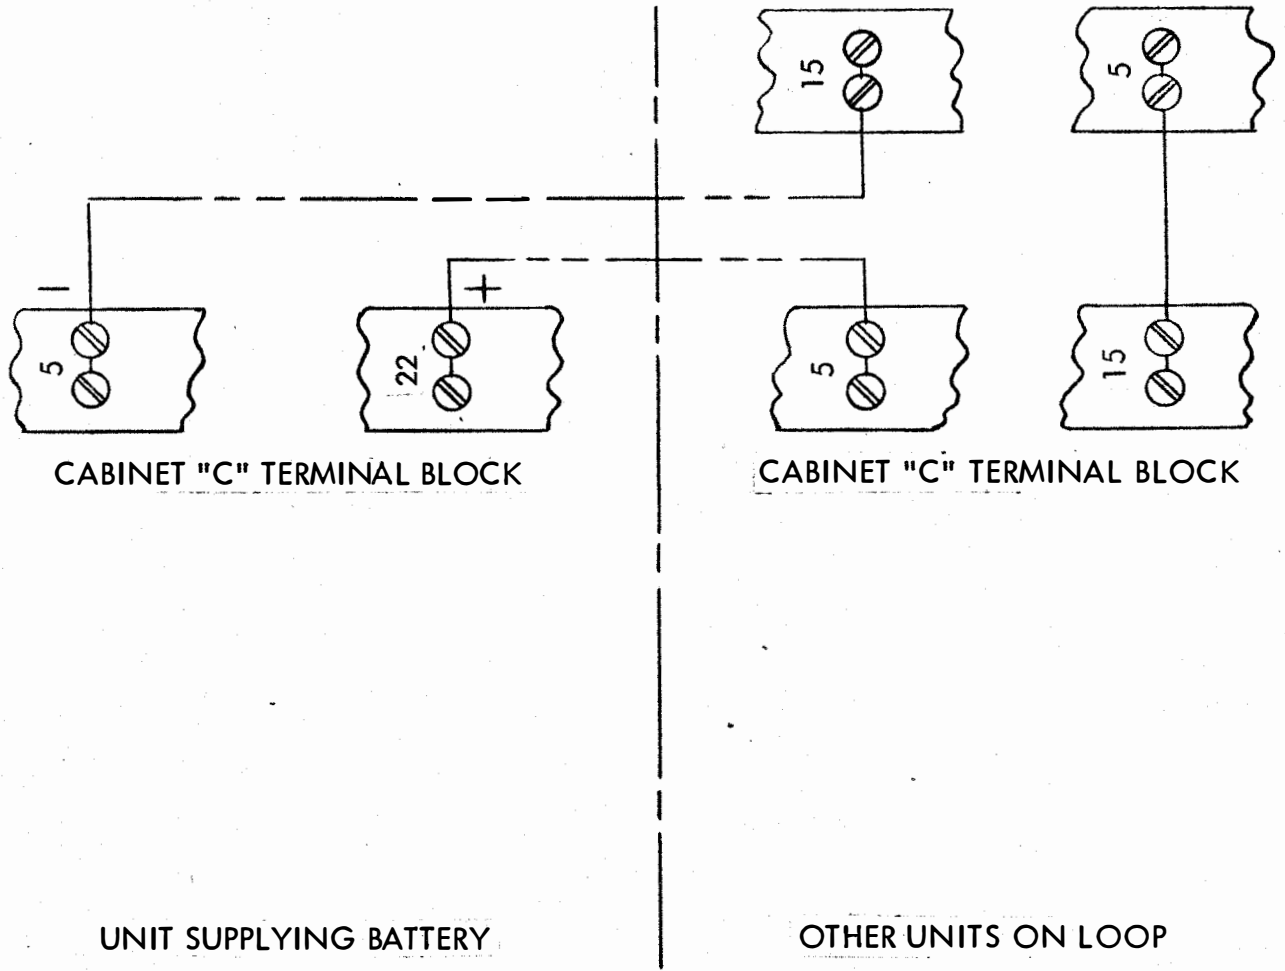 15
5
−
+
5
22
5
15
CABINET "C" TERMINAL BLOCK
CABINET "C" TERMINAL BLOCK
UNIT SUPPLYING BATTERY
OTHER UNITS ON LOOP